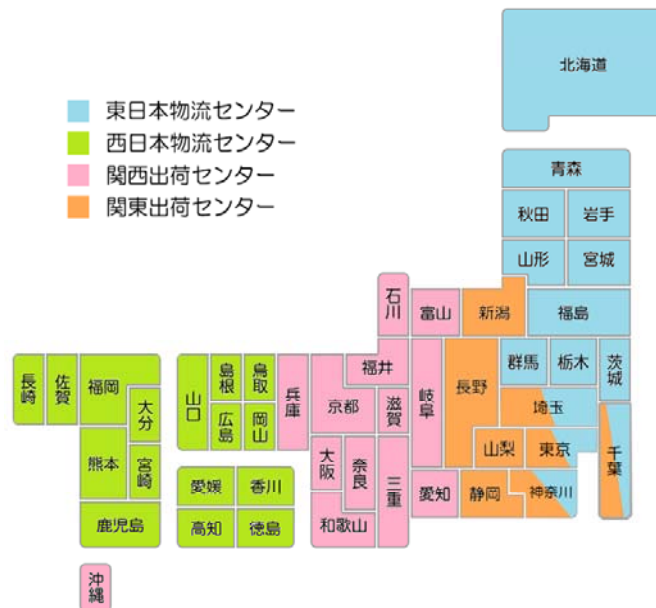 北海道
東日本物流センター
西日本物流センター
関西出荷センター
関東出荷センター
青森
秋田
岩手
山形
宮城
石川
富山
新潟
福島
長崎
佐賀
福岡
大分
熊本
宮崎
鹿児島
沖縄
山口
島根
鳥取
広島
岡山
兵庫
福井
京都
滋賀
岐阜
長野
群馬
栃木
茨城
埼玉
山梨
東京
千葉
大阪
奈良
三重
和歌山
愛知
静岡
神奈川
愛媛
香川
高知
徳島